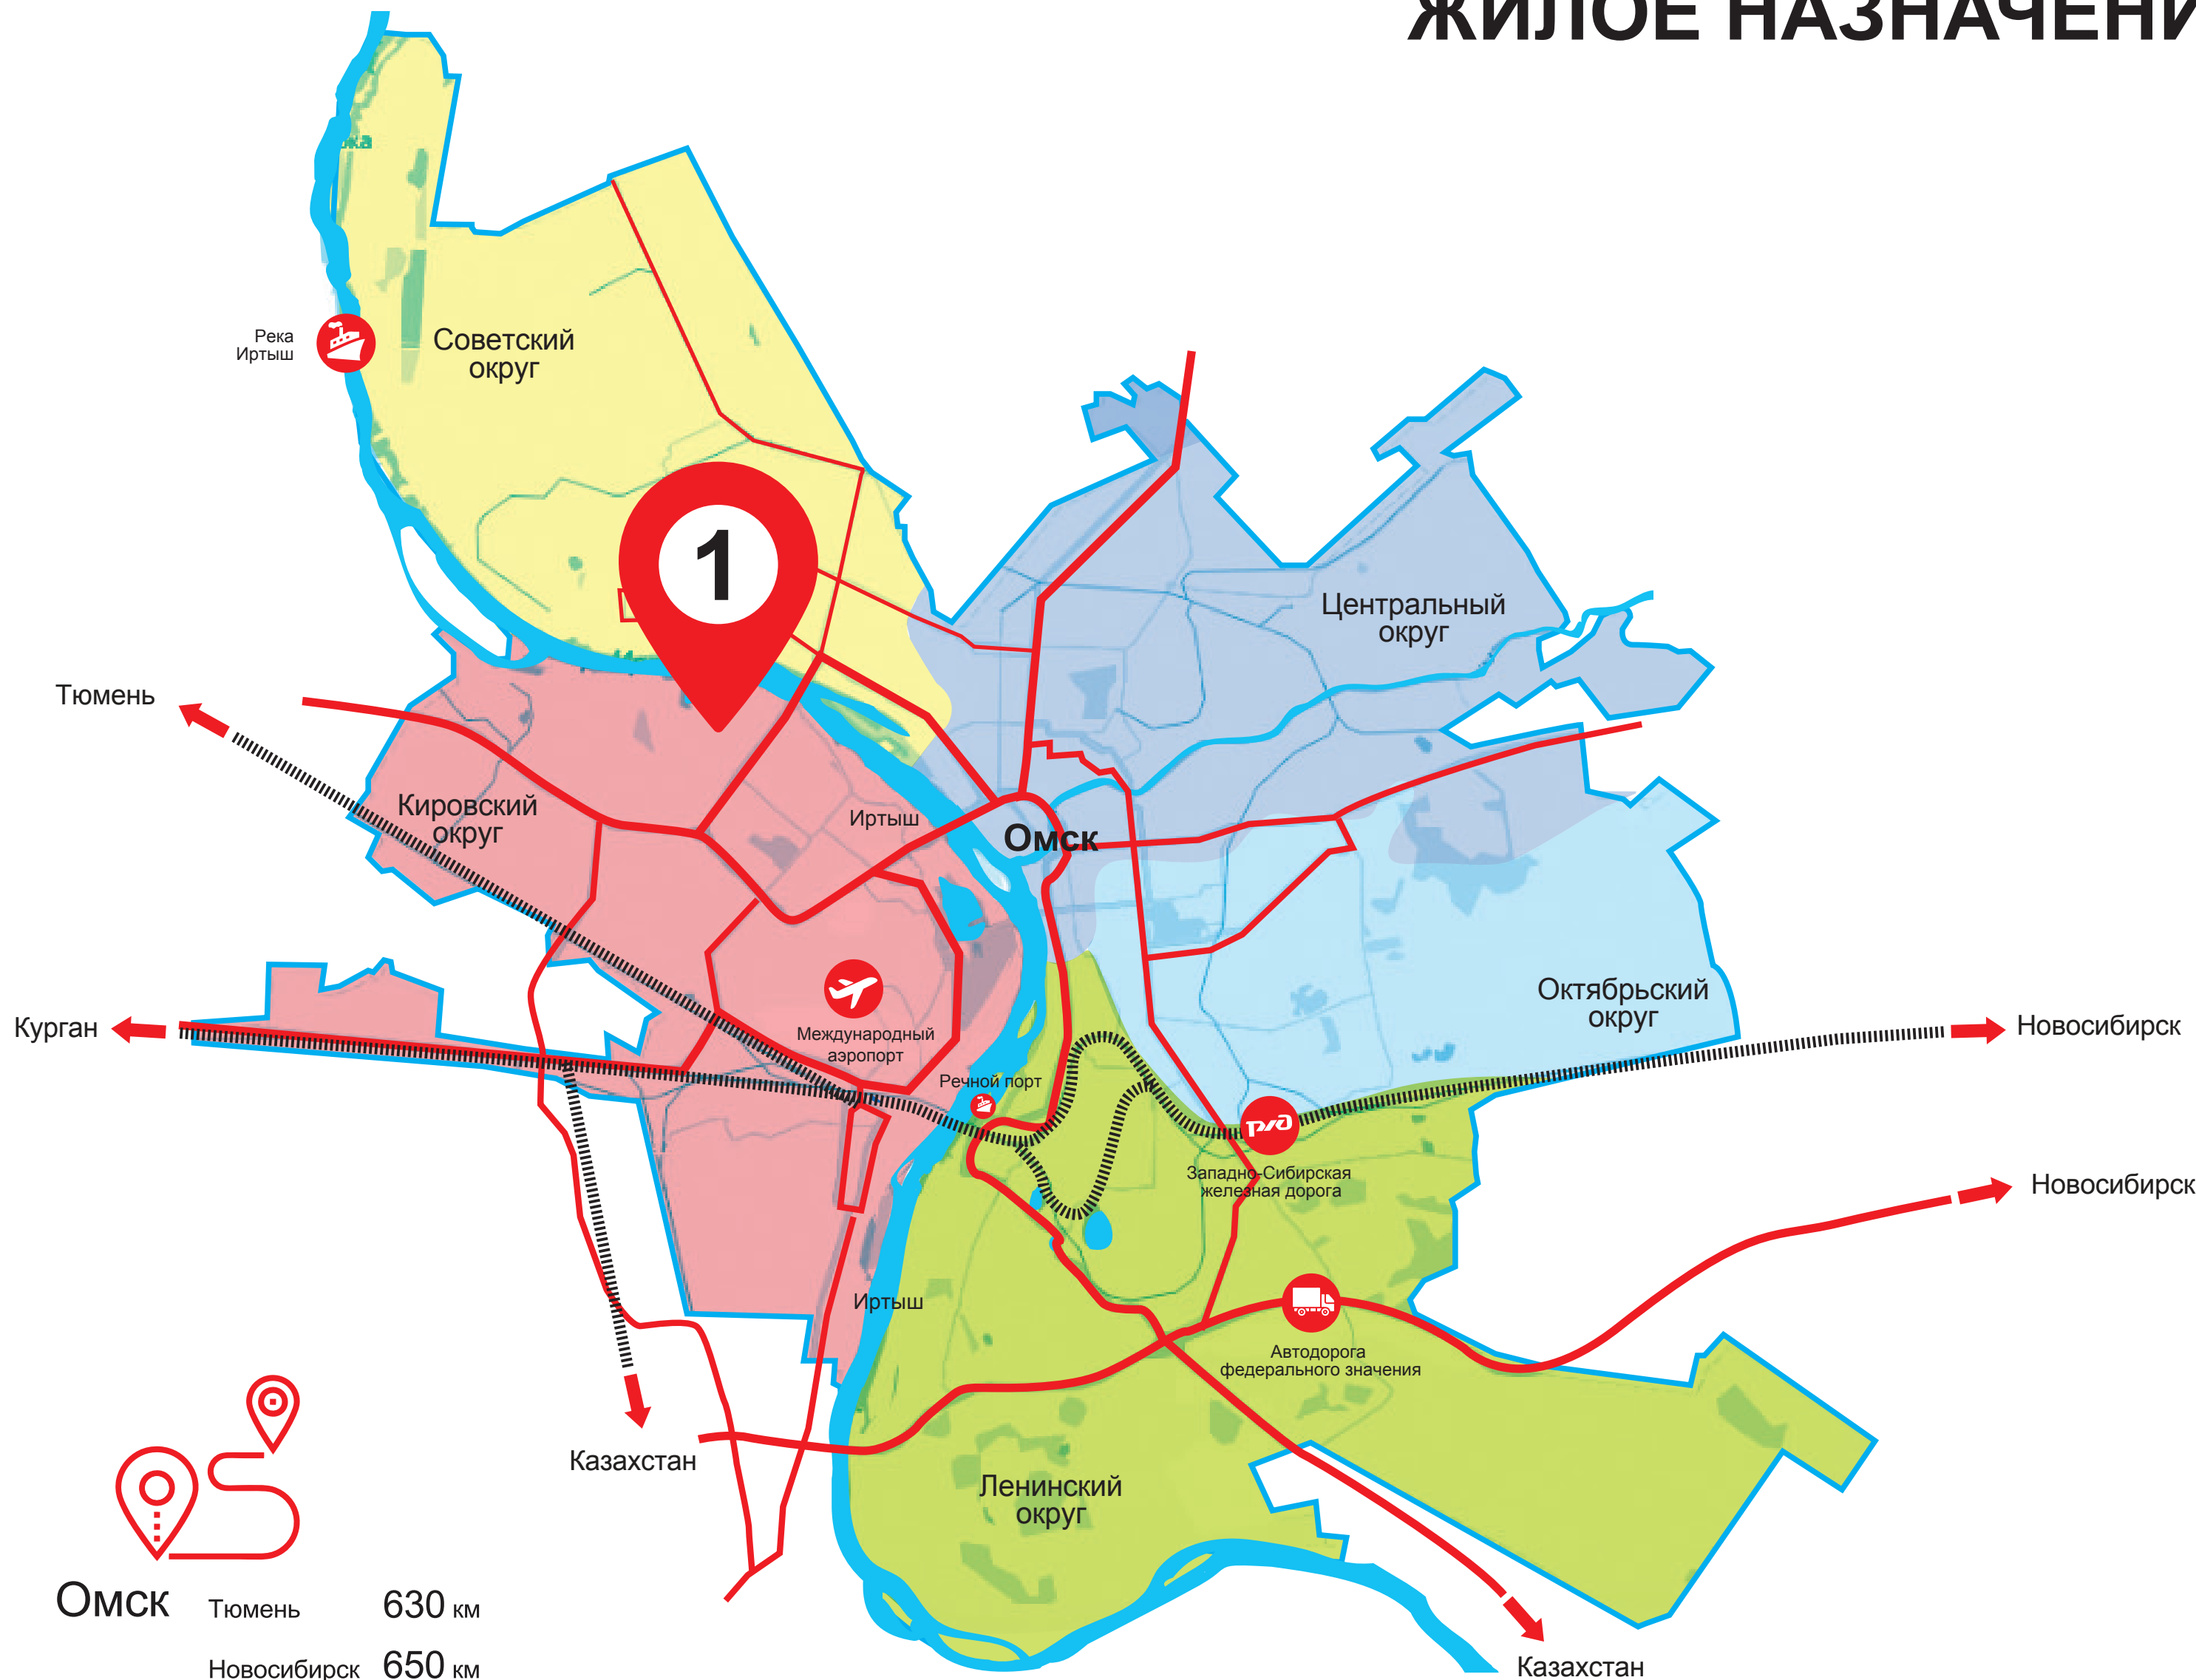 ЖИЛОЕ НАЗНАЧЕНИ
Река
Иртыш
Советский
округ
1
Центральный
округ
Тюмень
Кировский
округ
Иртыш
Омск
Октябрьский
округ
Международный
аэропорт
Курган
Новосибирск
Речной порт
РЖД
Западно-Сибирская
железная дорога
Новосибирск
Иртыш
Автодорога
федерального значения
Казахстан
Ленинский
округ
Омск Тюмень 630 км
Новосибирск 650 км
Казахстан